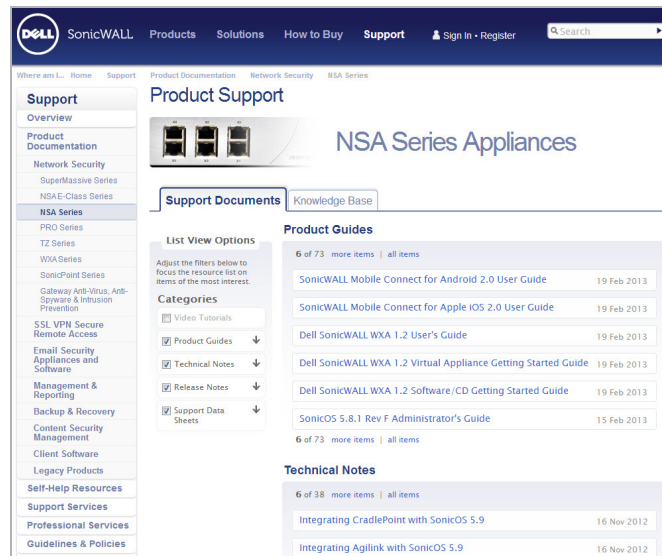 DELL SonicWALL Products Solutions How to Buy Support Sign In • Register Search
Where am I... Home Support Product Documentation Network Security NSA Series
Support
Overview
Product
Documentation
Network Security
SuperMassive Series
NSA E-Class Series
NSA Series
PRO Series
TZ Series
WXA Series
SonicPoint Series
Gateway Anti-Virus, Anti-
Spyware & Intrusion
Prevention
SSL VPN Secure
Remote Access
Email Security
Appliances and
Software
Management &
Reporting
Backup & Recovery
Content Security
Management
Client Software
Legacy Products
Self-Help Resources
Support Services
Professional Services
Guidelines & Policies
Product Support
NSA Series Appliances
Support Documents Knowledge Base
List View Options
Adjust the filters below to
focus the resource list on
items of the most interest.
Categories
Video Tutorials
Product Guides
Technical Notes
Release Notes
Support Data
Sheets
Product Guides
6 of 73 more items | all items
SonicWALL Mobile Connect for Android 2.0 User Guide 19 Feb 2013
SonicWALL Mobile Connect for Apple iOS 2.0 User Guide 19 Feb 2013
Dell SonicWALL WXA 1.2 User's Guide 19 Feb 2013
Dell SonicWALL WXA 1.2 Virtual Appliance Getting Started Guide 19 Feb 2013
Dell SonicWALL WXA 1.2 Software/CD Getting Started Guide 19 Feb 2013
SonicOS 5.8.1 Rev F Administrator's Guide 15 Feb 2013
6 of 73 more items | all items
Technical Notes
6 of 38 more items | all items
Integrating CradlePoint with SonicOS 5.9 16 Nov 2012
Integrating Agilink with SonicOS 5.9 16 Nov 2012